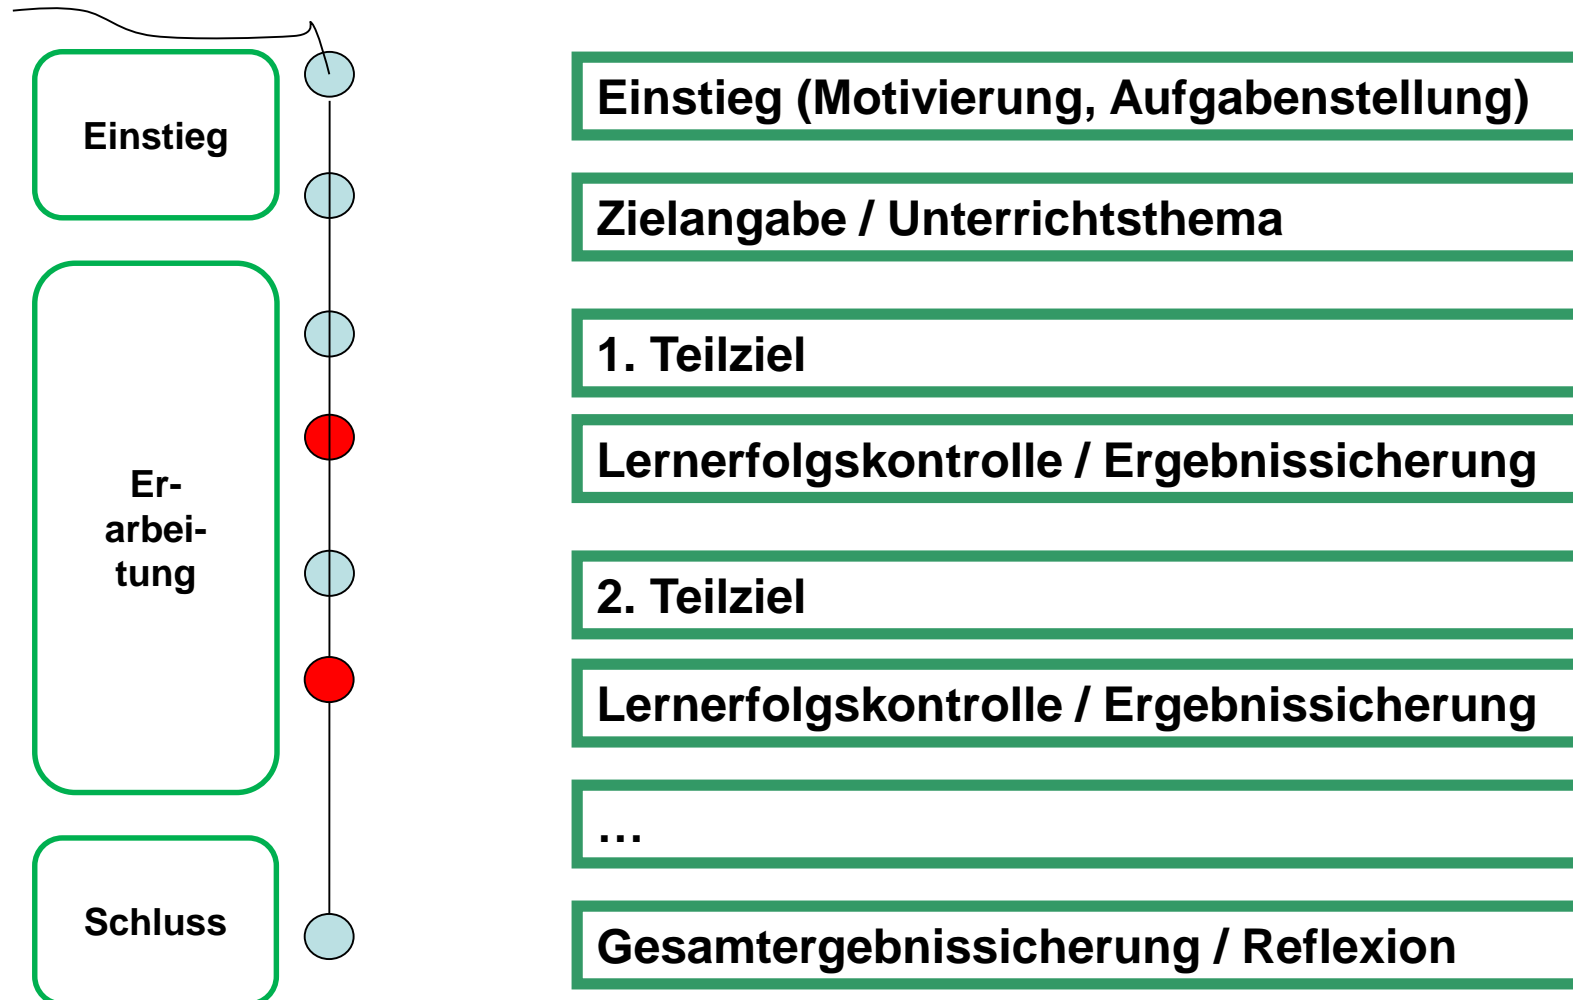 Einstieg
Einstieg (Motivierung, Aufgabenstellung)
Zielangabe / Unterrichtsthema
Er-
arbei-
tung
1. Teilziel
Lernerfolgskontrolle / Ergebnissicherung
2. Teilziel
Lernerfolgskontrolle / Ergebnissicherung
…
Schluss
Gesamtergebnissicherung / Reflexion